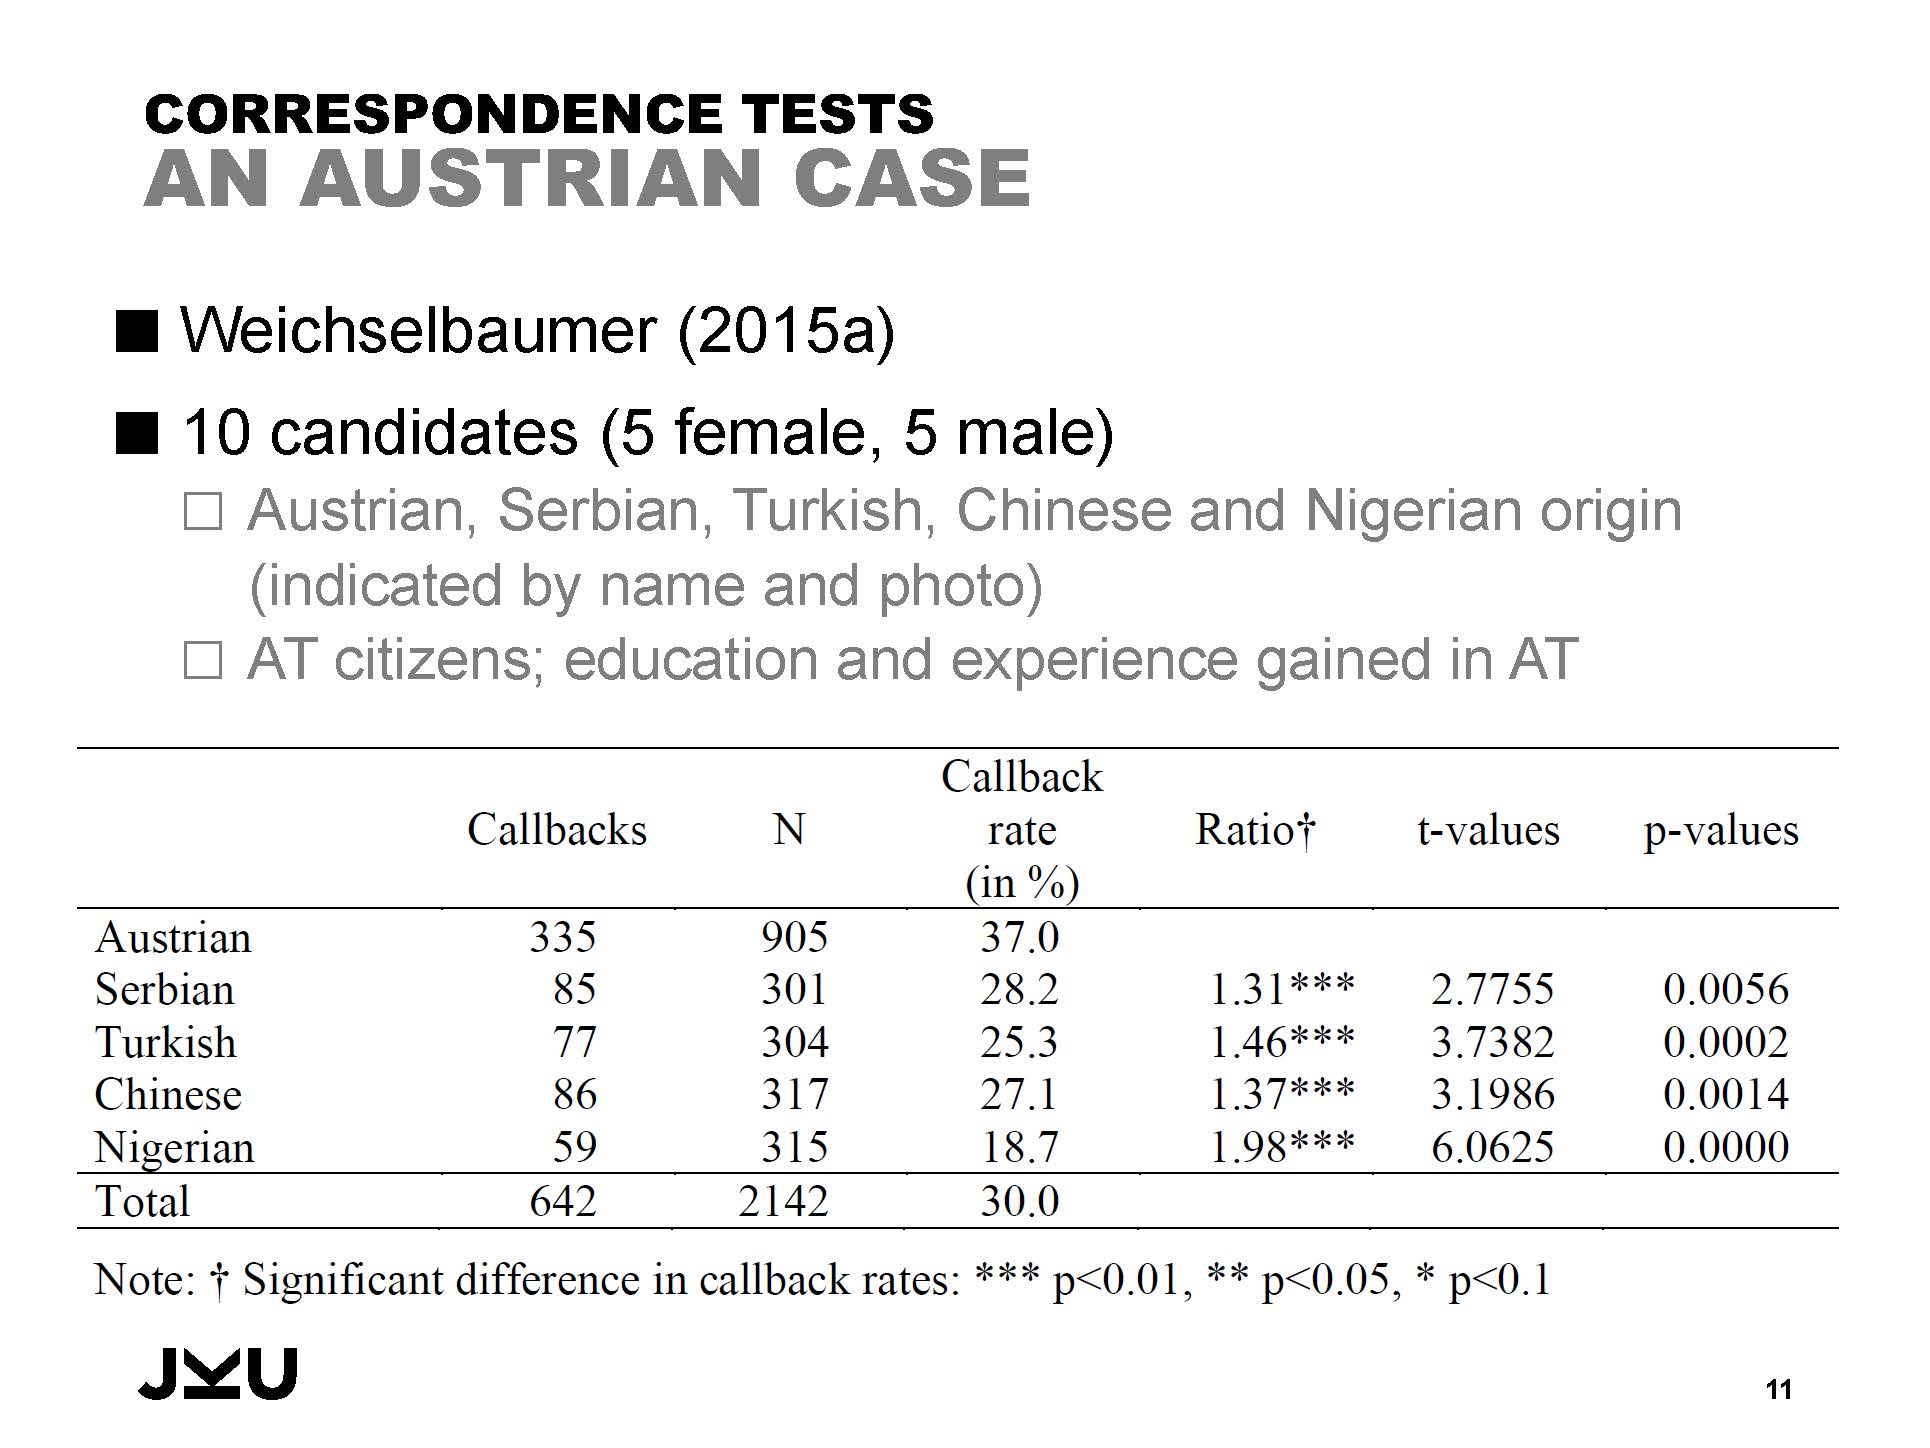 CORRESPONDENCE TESTS
AN AUSTRIAN CASE
■ Weichselbaumer (2015a)
■ 10 candidates (5 female, 5 male)
□ Austrian, Serbian, Turkish, Chinese and Nigerian origin
(indicated by name and photo)
□ AT citizens; education and experience gained in AT
Callbacks N Callback rate (in %) Ratio† t-values p-values
Austrian 335 905 37.0
Serbian 85 301 28.2 1.31*** 2.7755 0.0056
Turkish 77 304 25.3 1.46*** 3.7382 0.0002
Chinese 86 317 27.1 1.37*** 3.1986 0.0014
Nigerian 59 315 18.7 1.98*** 6.0625 0.0000
Total 642 2142 30.0
Note: † Significant difference in callback rates: *** p<0.01, ** p<0.05, * p<0.1
JKU
11